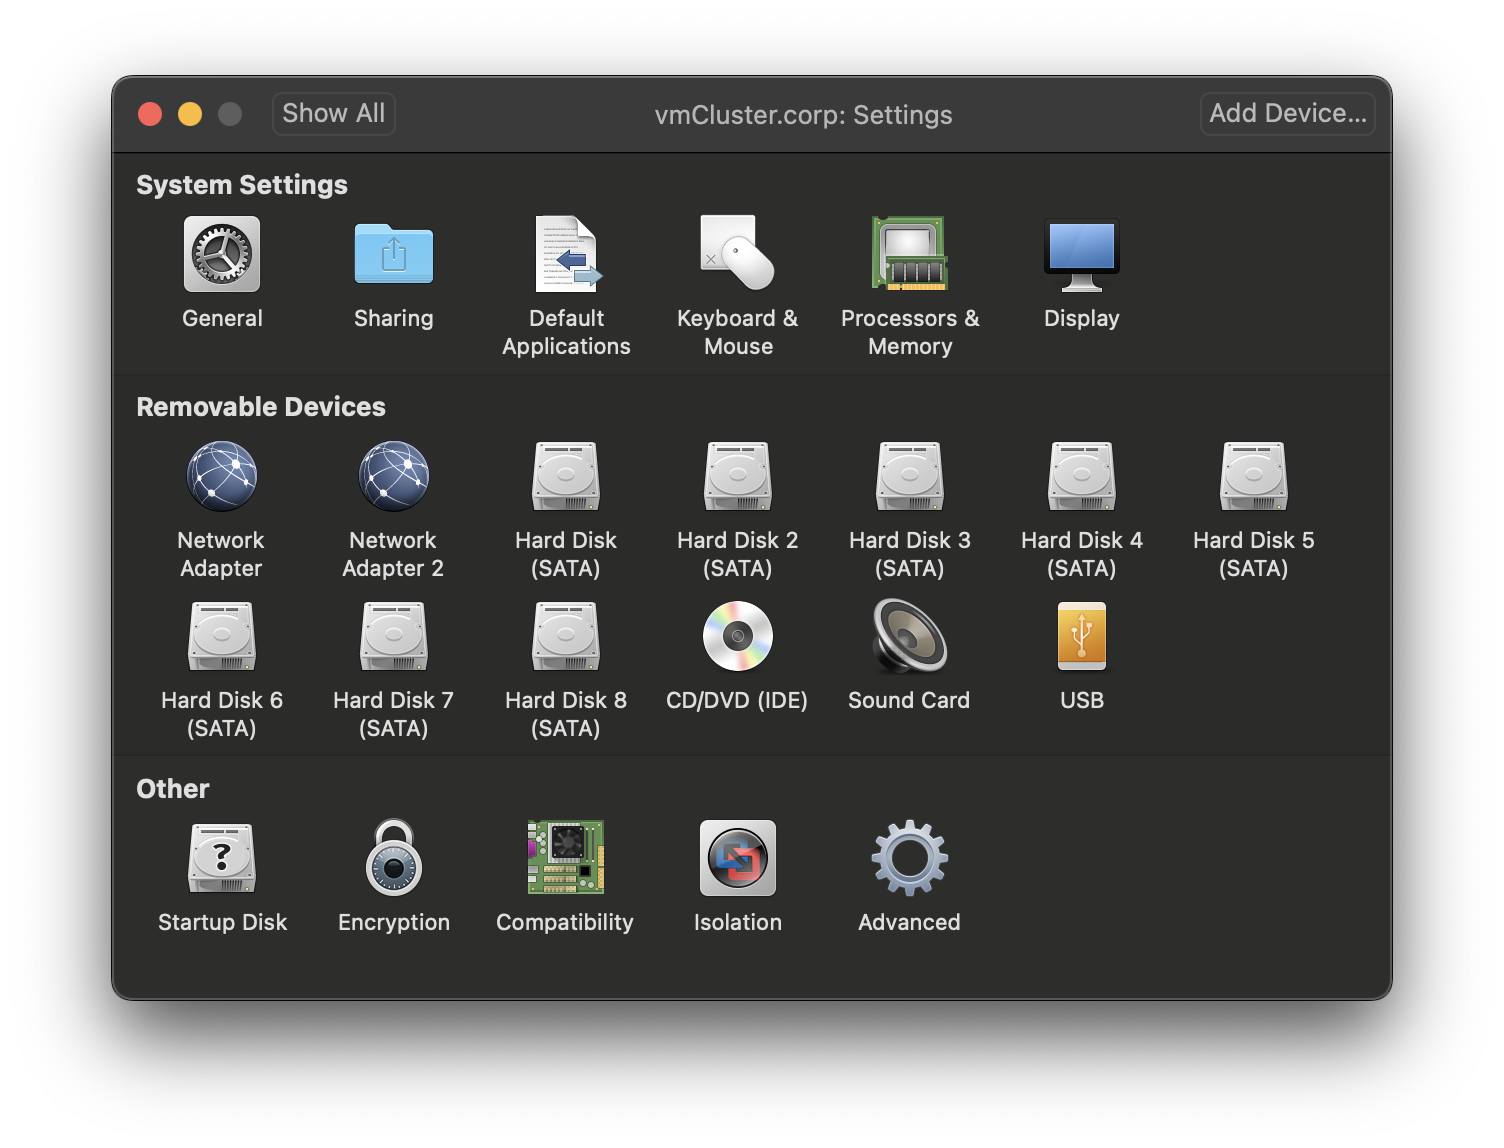 Show All
vmCluster.corp: Settings
Add Device...
System Settings
General
Sharing
Default
Applications
Keyboard &
Mouse
Processors &
Memory
Display
Removable Devices
Network
Adapter
Network
Adapter 2
Hard Disk
(SATA)
Hard Disk 2
(SATA)
Hard Disk 3
(SATA)
Hard Disk 4
(SATA)
Hard Disk 5
(SATA)
Hard Disk 6
(SATA)
Hard Disk 7
(SATA)
Hard Disk 8
(SATA)
CD/DVD (IDE)
Sound Card
USB
Other
?
Startup Disk
Encryption
Compatibility
Isolation
Advanced